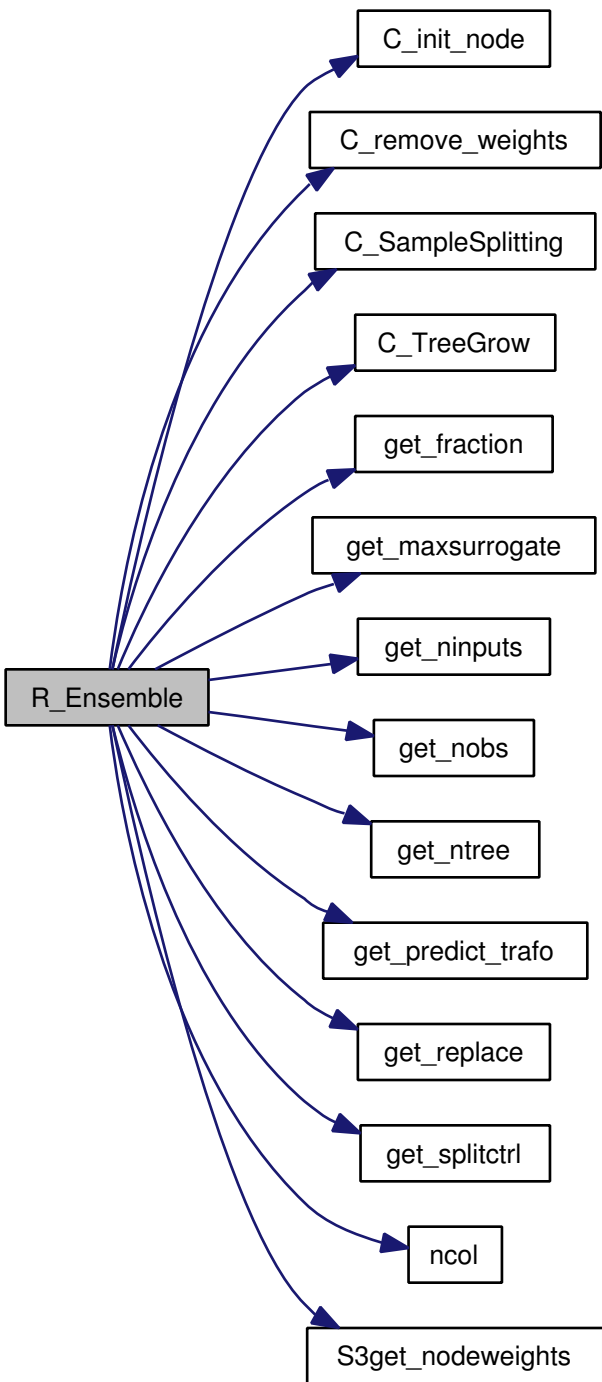 C_init_node
C_remove_weights
C_SampleSplitting
C_TreeGrow
get_fraction
get_maxsurrogate
get_ninputs
R_Ensemble
get_nobs
get_ntree
get_predict_trafo
get_replace
get_splitctrl
ncol
S3get_nodeweights